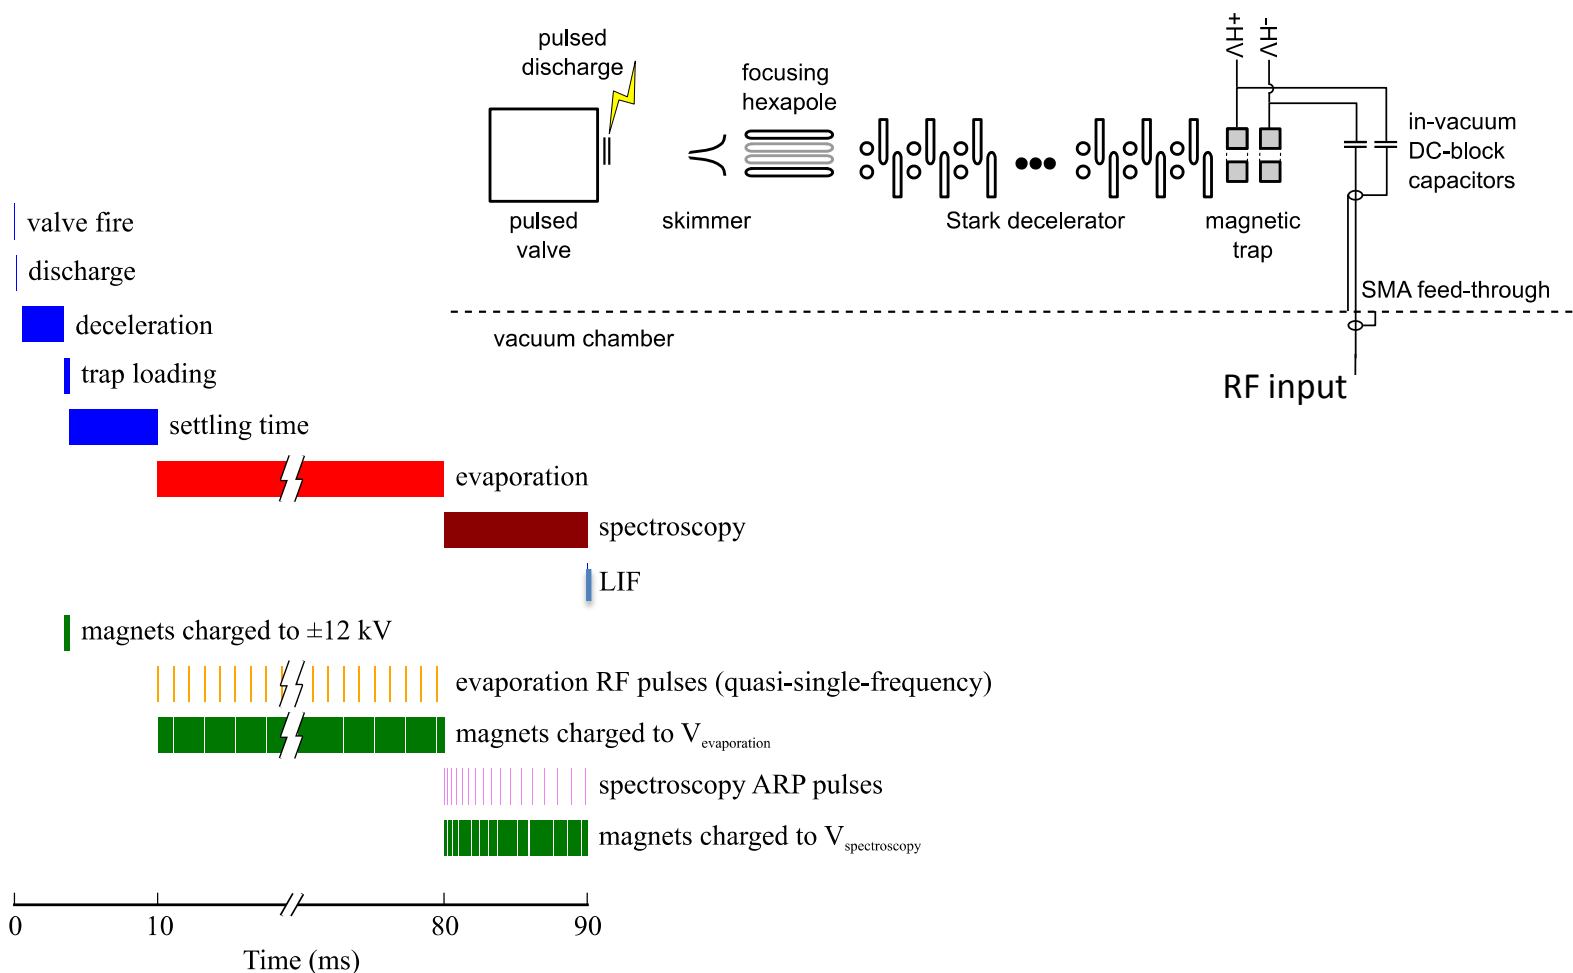 pulsed
discharge
focusing
hexapole
+HV
-HV
in-vacuum
DC-block
capacitors
pulsed
valve
skimmer
Stark decelerator
magnetic
trap
SMA feed-through
vacuum chamber
RF input
valve fire
discharge
deceleration
trap loading
settling time
evaporation
spectroscopy
LIF
magnets charged to ±12 kV
evaporation RF pulses (quasi-single-frequency)
magnets charged to Vevaporation
spectroscopy ARP pulses
magnets charged to Vspectroscopy
0 10 80 90
Time (ms)